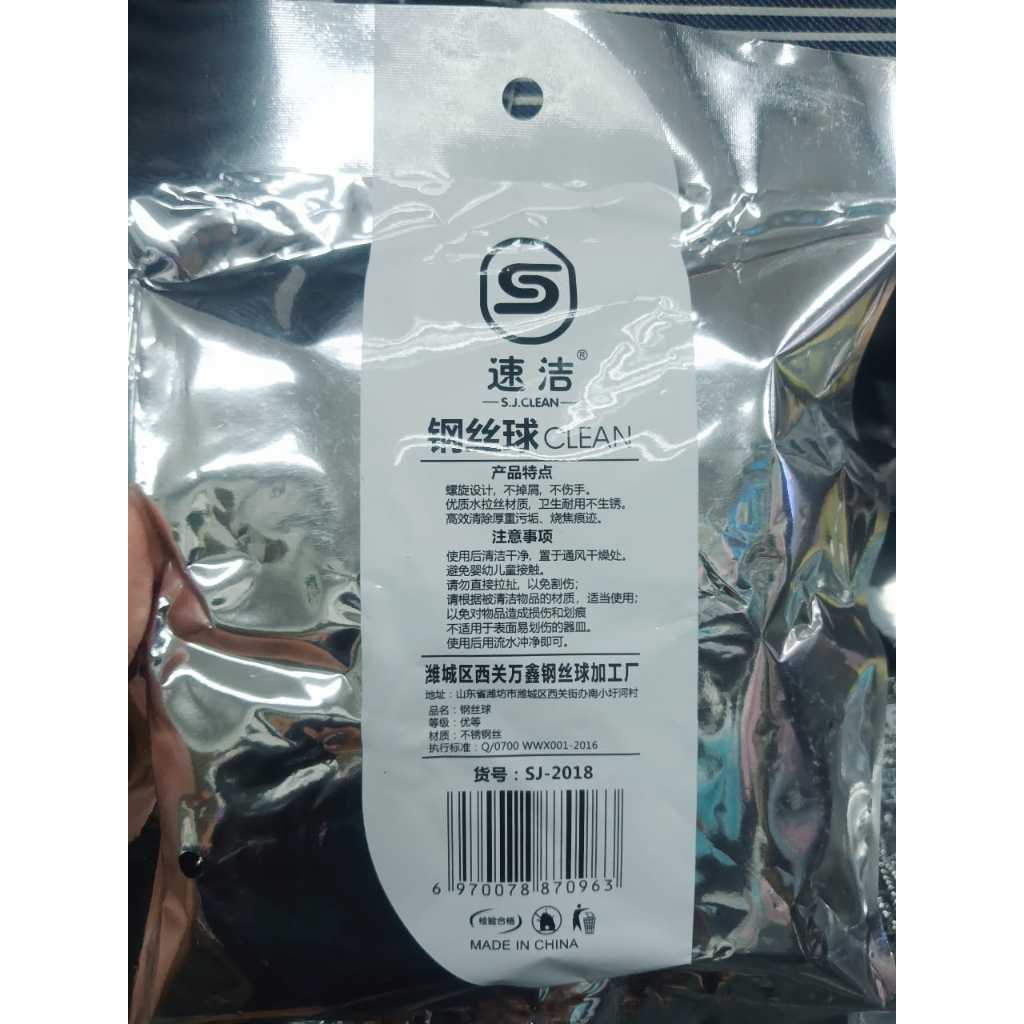 S
速洁®
S.J.CLEAN
钢丝球CLEAN
产品特点
螺旋设计,不掉屑,不伤手。
优质水拉丝材质,卫生耐用不生锈。
高效清除厚重污垢、烧焦痕迹。
注意事项
使用后清洁干净,置于通风干燥处。
避免婴幼儿童接触。
请勿直接拉扯,以免割伤;
请根据被清洁物品的材质,适当使用;
以免对物品造成损伤和划痕
不适用于表面易划伤的器皿。
使用后用流水冲净即可。
潍城区西关万鑫钢丝球加工厂
地址:山东省潍坊市潍城区西关街办南小圩河村
品名:钢丝球
等级:优等
材质:不锈钢丝
执行标准:Q/0700 WWX001-2016
货号:SJ-2018
6 970078 870963
检验合格
MADE IN CHINA